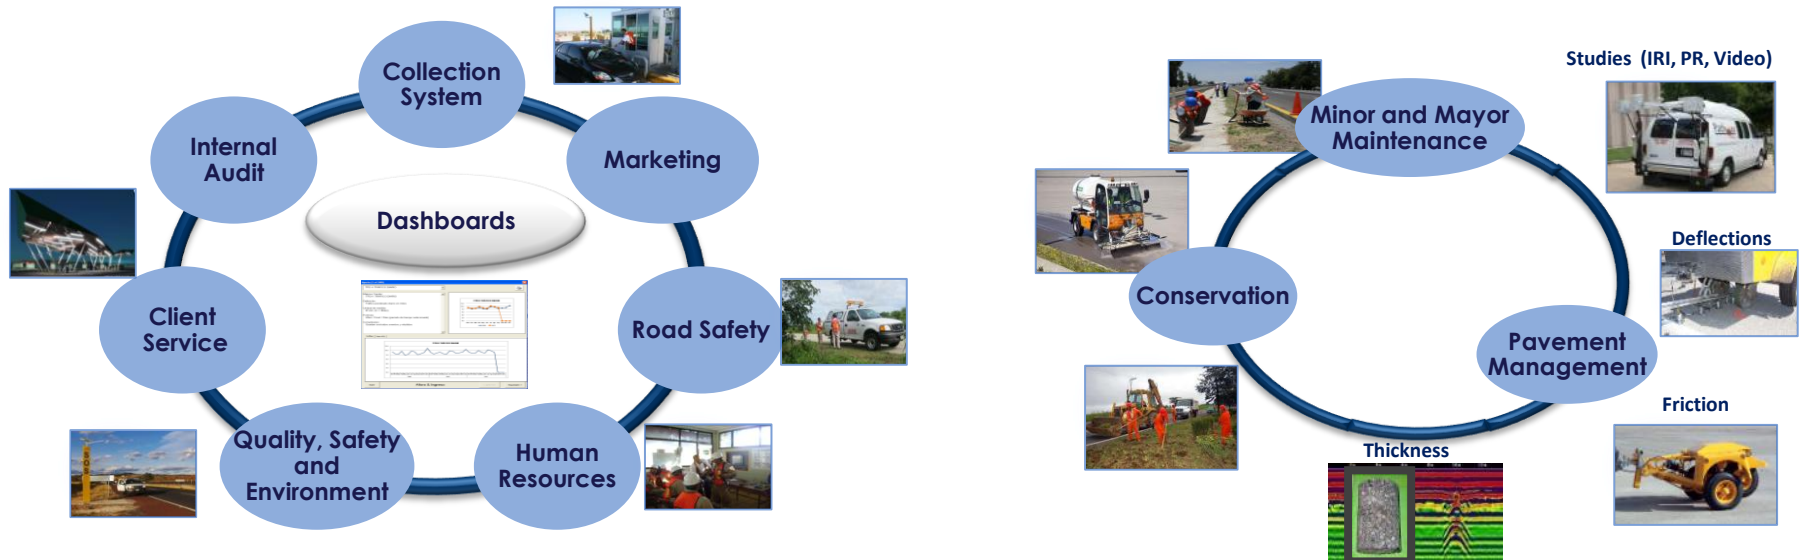 Collection
System
Internal
Audit
Marketing
Dashboards
Client
Service
Road Safety
Quality, Safety
and
Environment
Human
Resources
Studies (IRI, PR, Video)
Minor and Mayor
Maintenance
Deflections
Conservation
Pavement
Management
Friction
Thickness
SOS